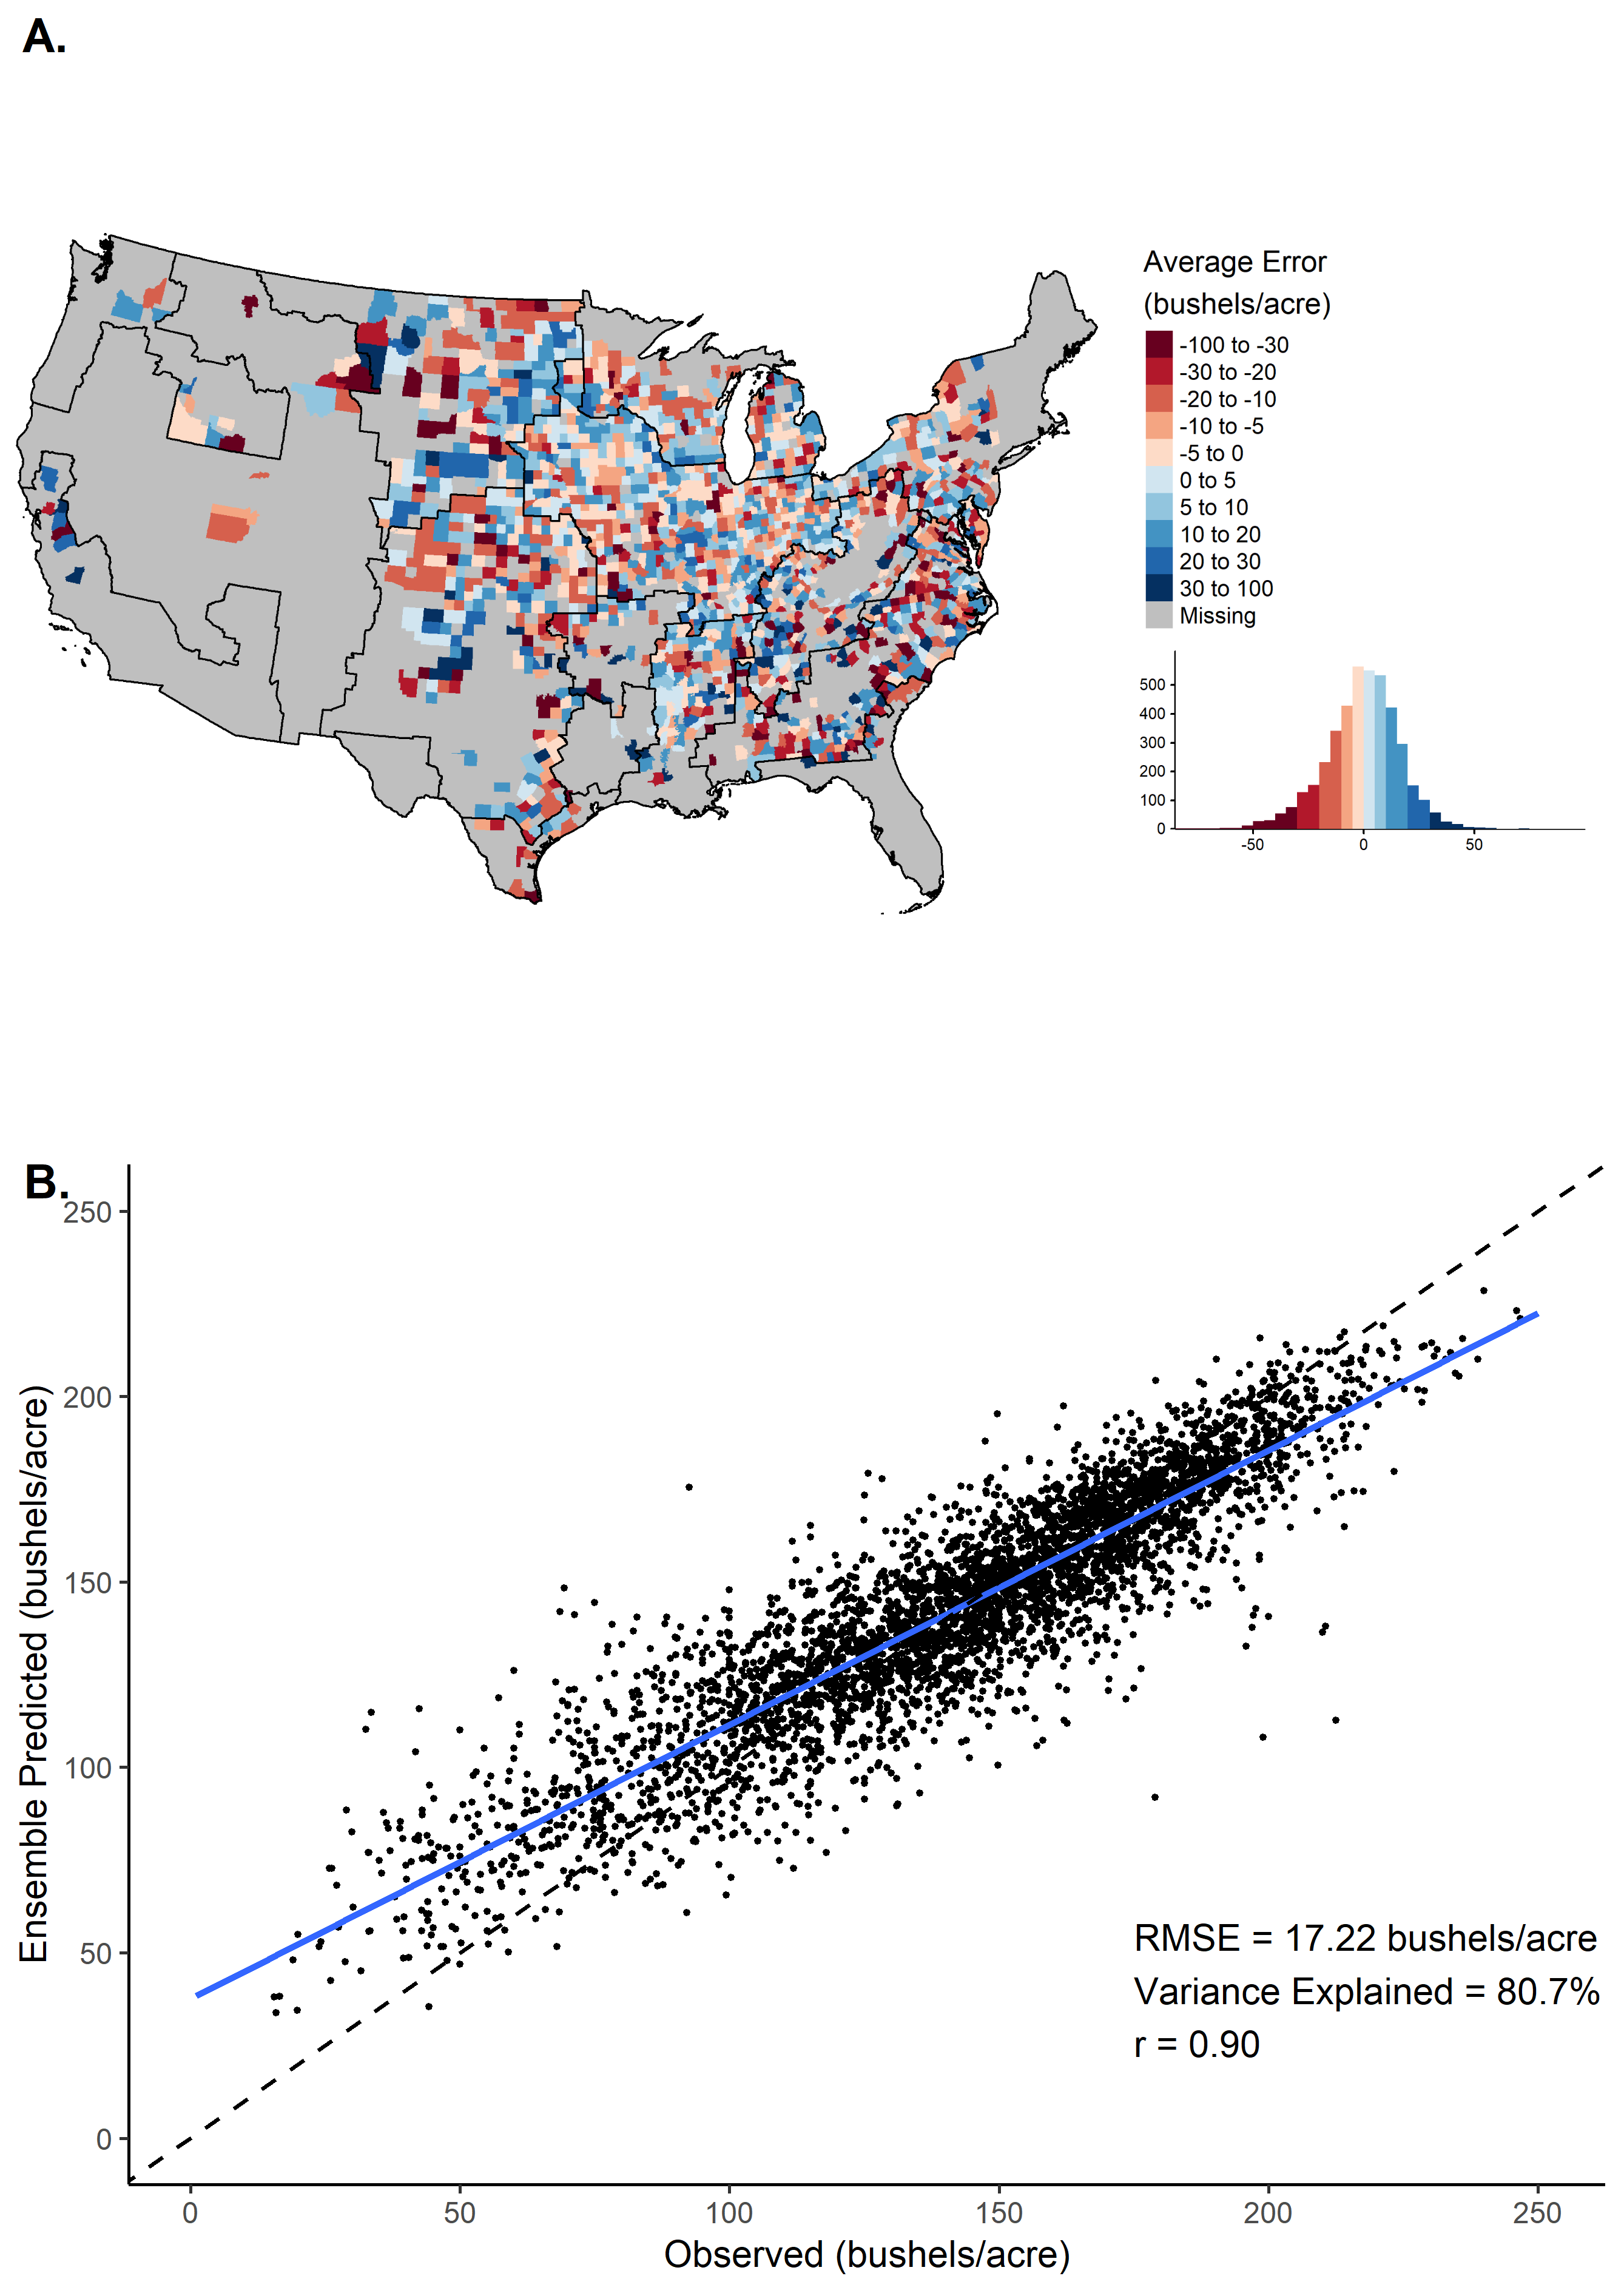 A.
Average Error
(bushels/acre)
-100 to -30
-30 to -20
-20 to -10
-10 to -5
-5 to 0
0 to 5
5 to 10
10 to 20
20 to 30
30 to 100
Missing
500
400
300
200
100
0
-50
0
50
B.
250
200
150
100
50
0
Ensemble Predicted (bushels/acre)
RMSE = 17.22 bushels/acre
Variance Explained = 80.7%
r = 0.90
0
50
100
150
200
250
Observed (bushels/acre)